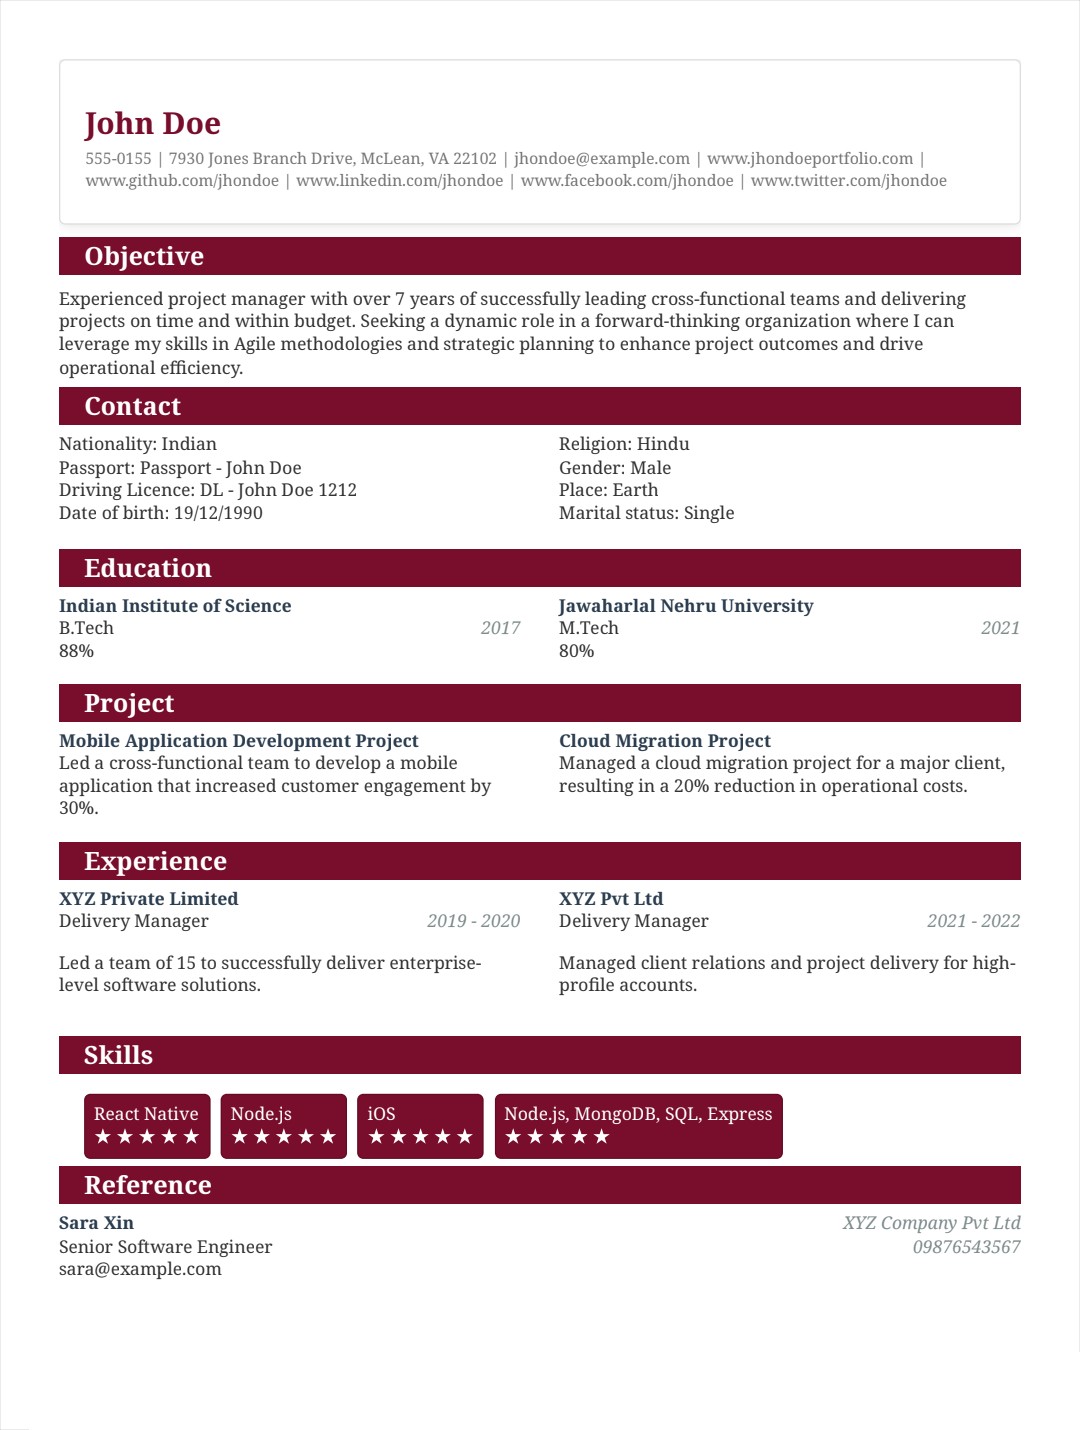 John Doe
555-0155 | 7930 Jones Branch Drive, McLean, VA 22102 | jhondoe@example.com | www.jhondoeportfolio.com |
www.github.com/jhondoe | www.linkedin.com/jhondoe | www.facebook.com/jhondoe | www.twitter.com/jhondoe
Objective
Experienced project manager with over 7 years of successfully leading cross-functional teams and delivering
projects on time and within budget. Seeking a dynamic role in a forward-thinking organization where I can
leverage my skills in Agile methodologies and strategic planning to enhance project outcomes and drive
operational efficiency.
Contact
Nationality: Indian
Passport: Passport - John Doe
Driving Licence: DL - John Doe 1212
Date of birth: 19/12/1990
Religion: Hindu
Gender: Male
Place: Earth
Marital status: Single
Education
Indian Institute of Science
B.Tech 2017
88%
Jawaharlal Nehru University
M.Tech 2021
80%
Project
Mobile Application Development Project
Led a cross-functional team to develop a mobile
application that increased customer engagement by
30%.
Cloud Migration Project
Managed a cloud migration project for a major client,
resulting in a 20% reduction in operational costs.
Experience
XYZ Private Limited
Delivery Manager 2019 - 2020
Led a team of 15 to successfully deliver enterprise-
level software solutions.
XYZ Pvt Ltd
Delivery Manager 2021 - 2022
Managed client relations and project delivery for high-
profile accounts.
Skills
React Native
★ ★ ★ ★ ★
Node.js
★ ★ ★ ★ ★
iOS
★ ★ ★ ★ ★
Node.js, MongoDB, SQL, Express
★ ★ ★ ★ ★
Reference
Sara Xin XYZ Company Pvt Ltd
Senior Software Engineer 09876543567
sara@example.com